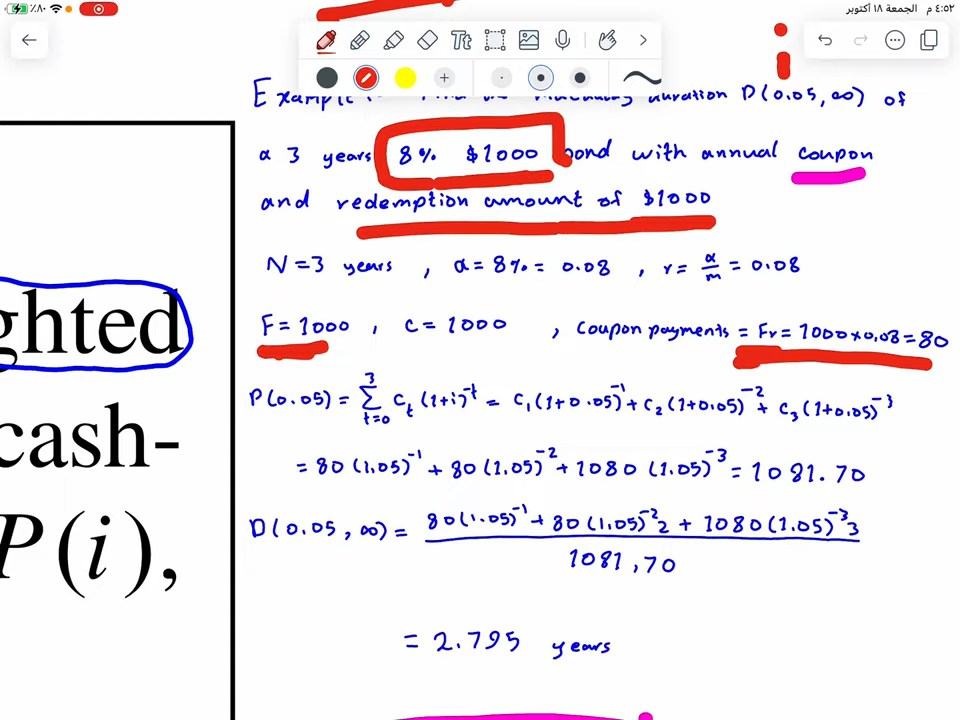 ٤:٥٢ م الجمعة ١٨ أكتوبر
٪٨٠
Tt
Example duration D(0.05, ∞) of
a 3 years 8% $1000 bond with annual coupon
and redemption amount of $1000
N = 3 years , α = 8% = 0.08 , r = α/m = 0.08
F = 1000 , C = 1000 , Coupon payments = Fr = 1000×0.08 = 80
P(0.05) = ∑_{t=0}^{3} C_t (1+i)^{-t} = C_1 (1+0.05)^{-1} + C_2 (1+0.05)^{-2} + C_3 (1+0.05)^{-3}
= 80 (1.05)^{-1} + 80 (1.05)^{-2} + 1080 (1.05)^{-3} = 1081.70
D(0.05, ∞) = 80(1.05)^{-1} + 80 (1.05)^{-2} 2 + 1080 (1.05)^{-3} 3
1081,70
= 2.795 years
ghted
cash-
P(i),